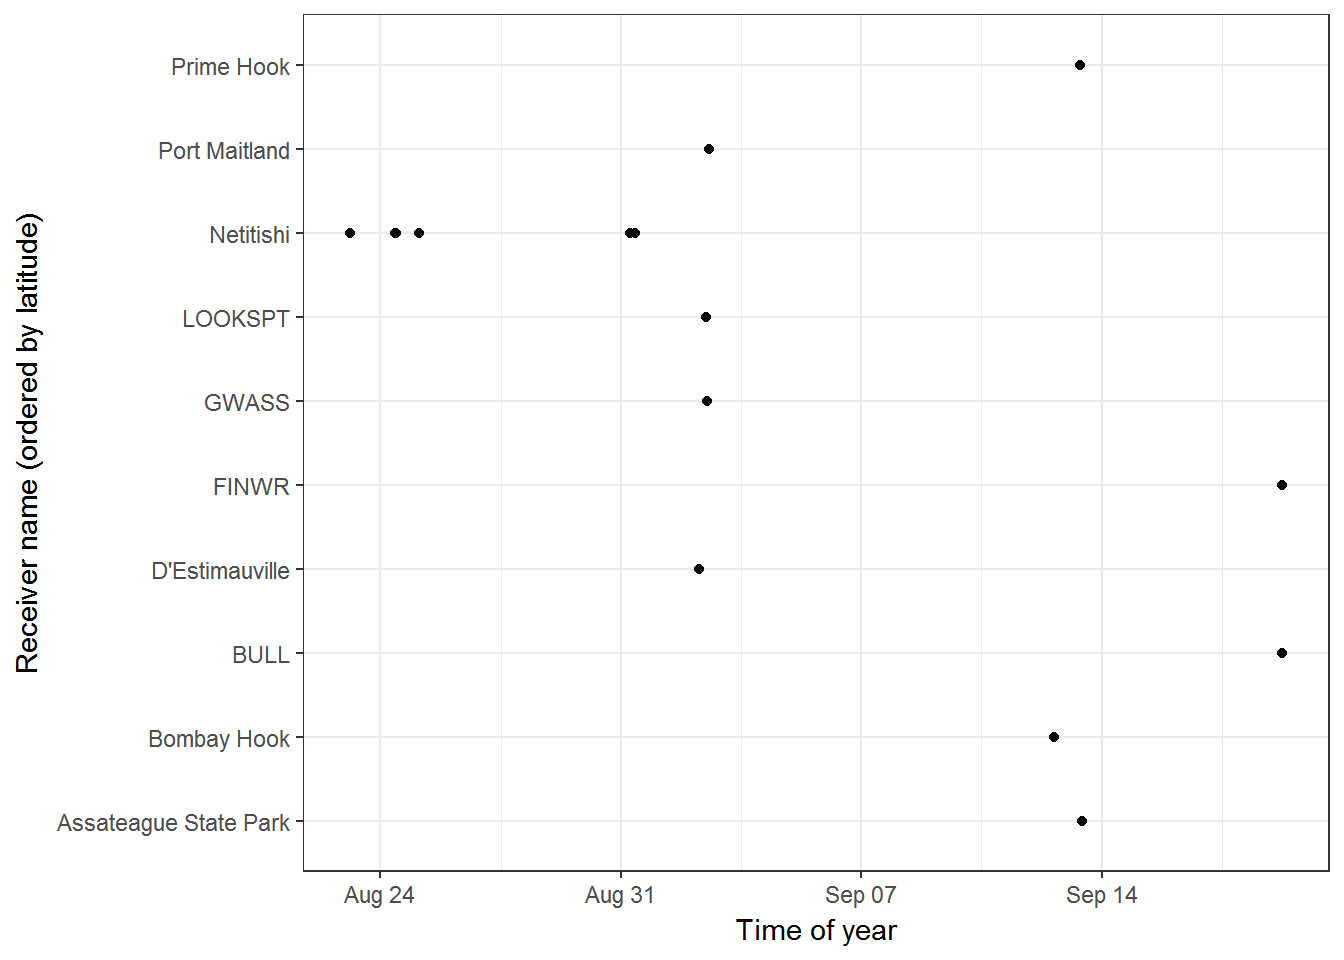 Receiver name (ordered by latitude)
Prime Hook
Port Maitland
Netitishi
LOOKSPT
GWASS
FINWR
D'Estimauville
BULL
Bombay Hook
Assateague State Park
Aug 24 Aug 31 Sep 07 Sep 14
Time of year